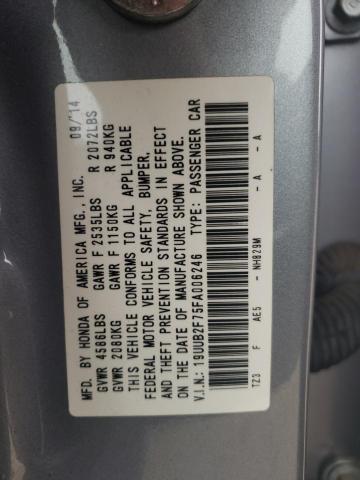 MFD. BY HONDA OF AMERICA MFG., INC. 09/'14
GVWR 4586LBS GAWR F 2535LBS R 2072LBS
GVWR 2080KG GAWR F 1150KG R 940KG
THIS VEHICLE CONFORMS TO ALL APPLICABLE
FEDERAL MOTOR VEHICLE SAFETY, BUMPER,
AND THEFT PREVENTION STANDARDS IN EFFECT
ON THE DATE OF MANUFACTURE SHOWN ABOVE.
V.I.N.: 19UUB2F75FA006246 TYPE: PASSENGER CAR
TZ3 F AE5 - NH829M - A - A